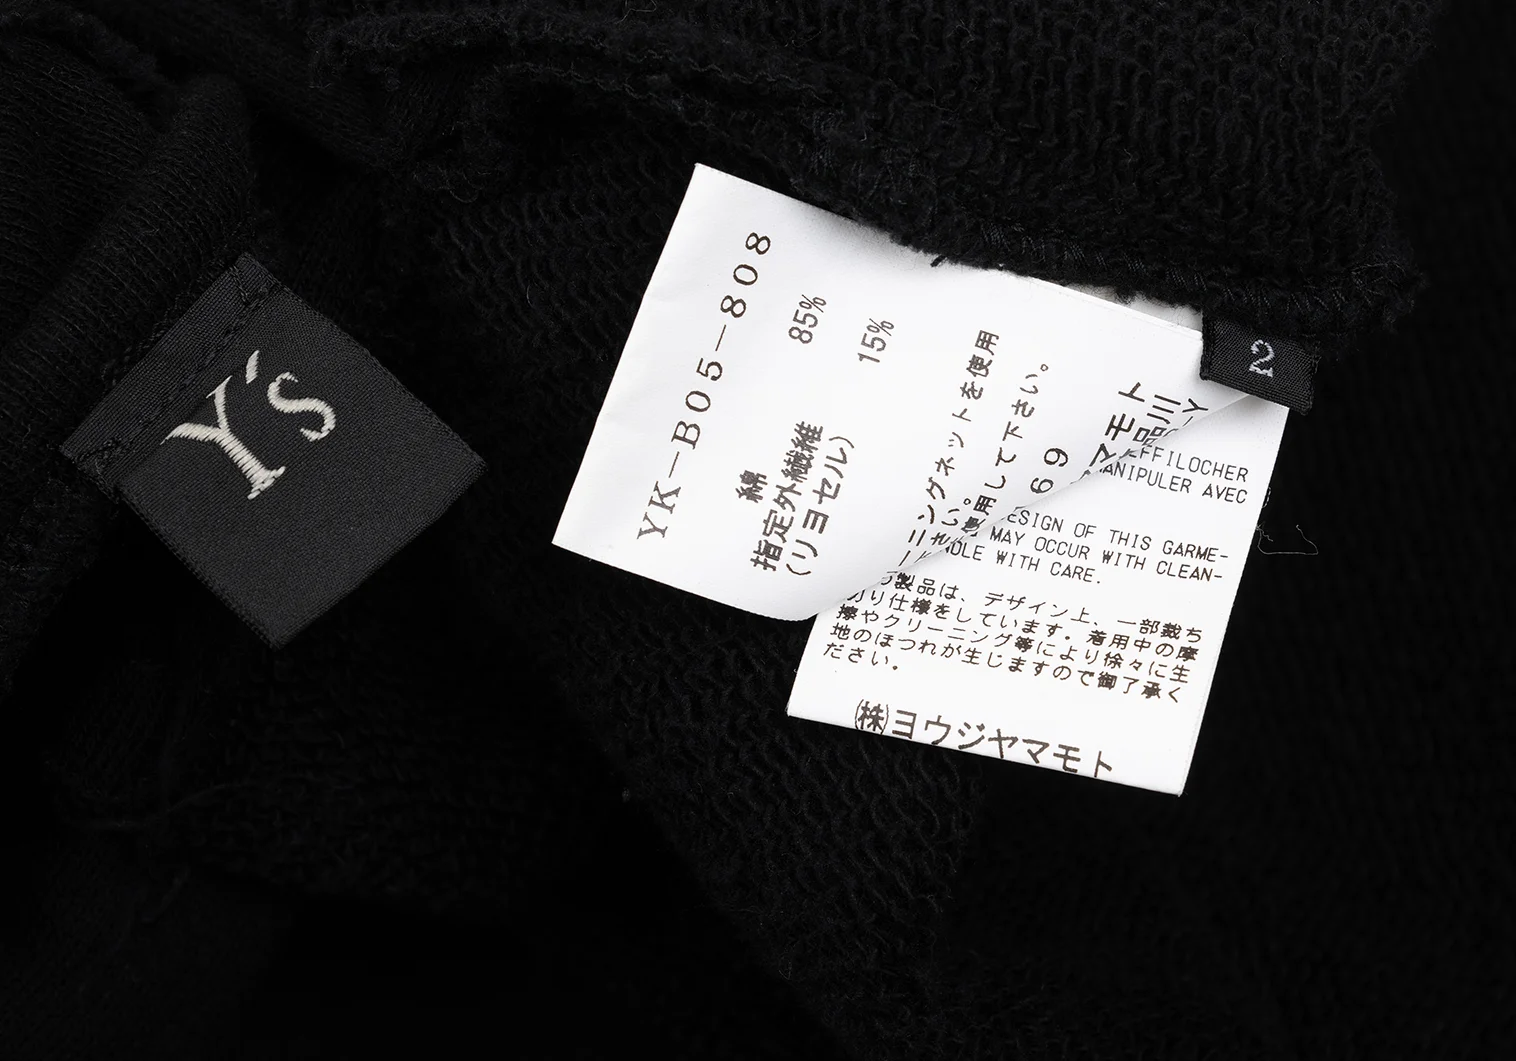 Y's
YK-B05-808
綿 85%
指定外繊維 15%
(リヨセル)
ニングネットを使用
使用して下さい。
69
マモト
品川
2
EFFILOCHER
MANIPULER AVEC
DESIGN OF THIS GARME-
MAY OCCUR WITH CLEAN-
WITH CARE.
製品は、デザイン上、一部裁ち
切り仕様をしています。着用中の摩
擦やクリーニング等により徐々に生
地のほつれが生じますので御了承く
ださい。
㈱ヨウジヤマモト